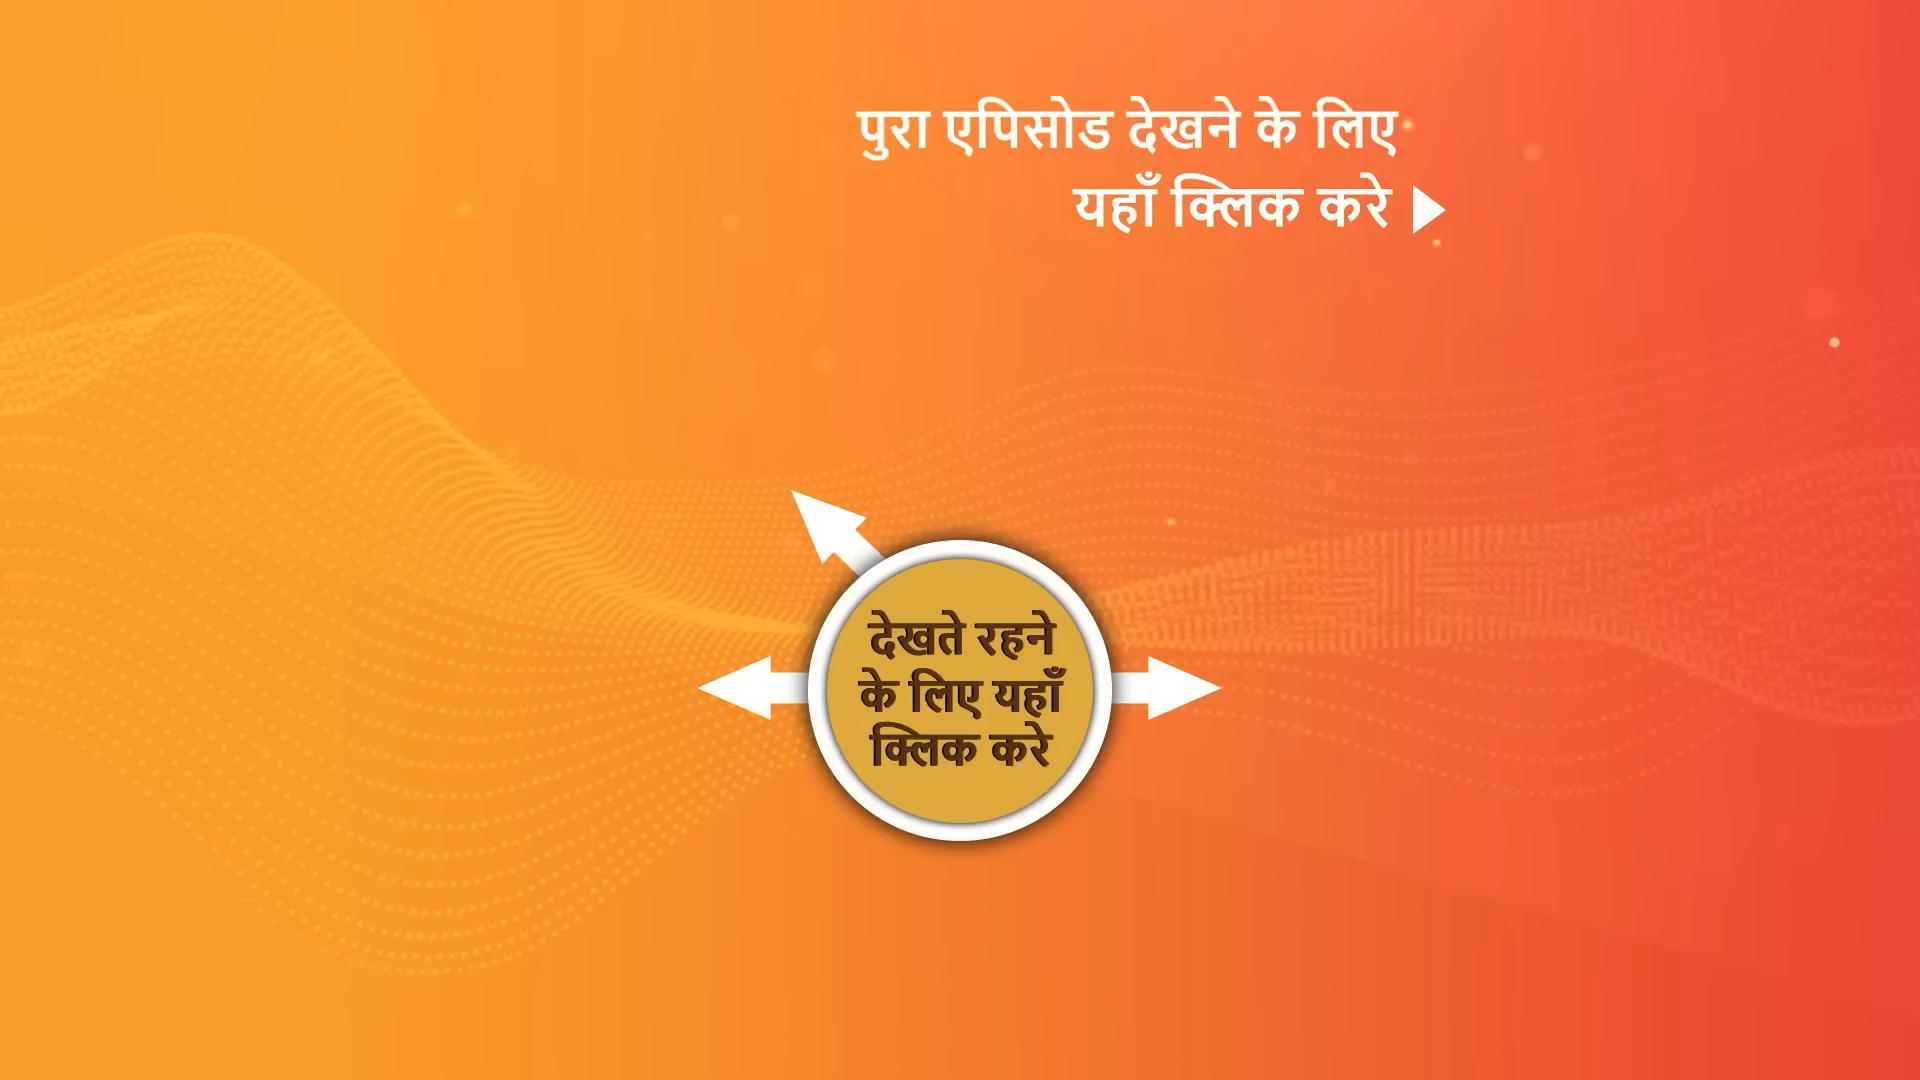 पुरा एपिसोड देखने के लिए
यहाँ क्लिक करे
देखते रहने
के लिए यहाँ
क्लिक करे